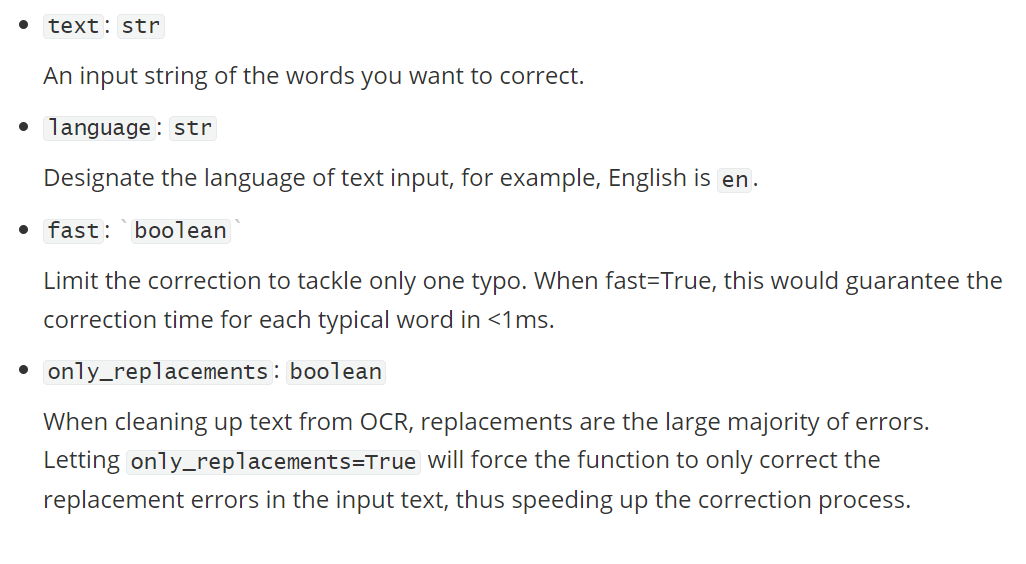 text: str
An input string of the words you want to correct.
language: str
Designate the language of text input, for example, English is en.
fast: `boolean`
Limit the correction to tackle only one typo. When fast=True, this would guarantee the
correction time for each typical word in <1ms.
only_replacements: boolean
When cleaning up text from OCR, replacements are the large majority of errors.
Letting only_replacements=True will force the function to only correct the
replacement errors in the input text, thus speeding up the correction process.